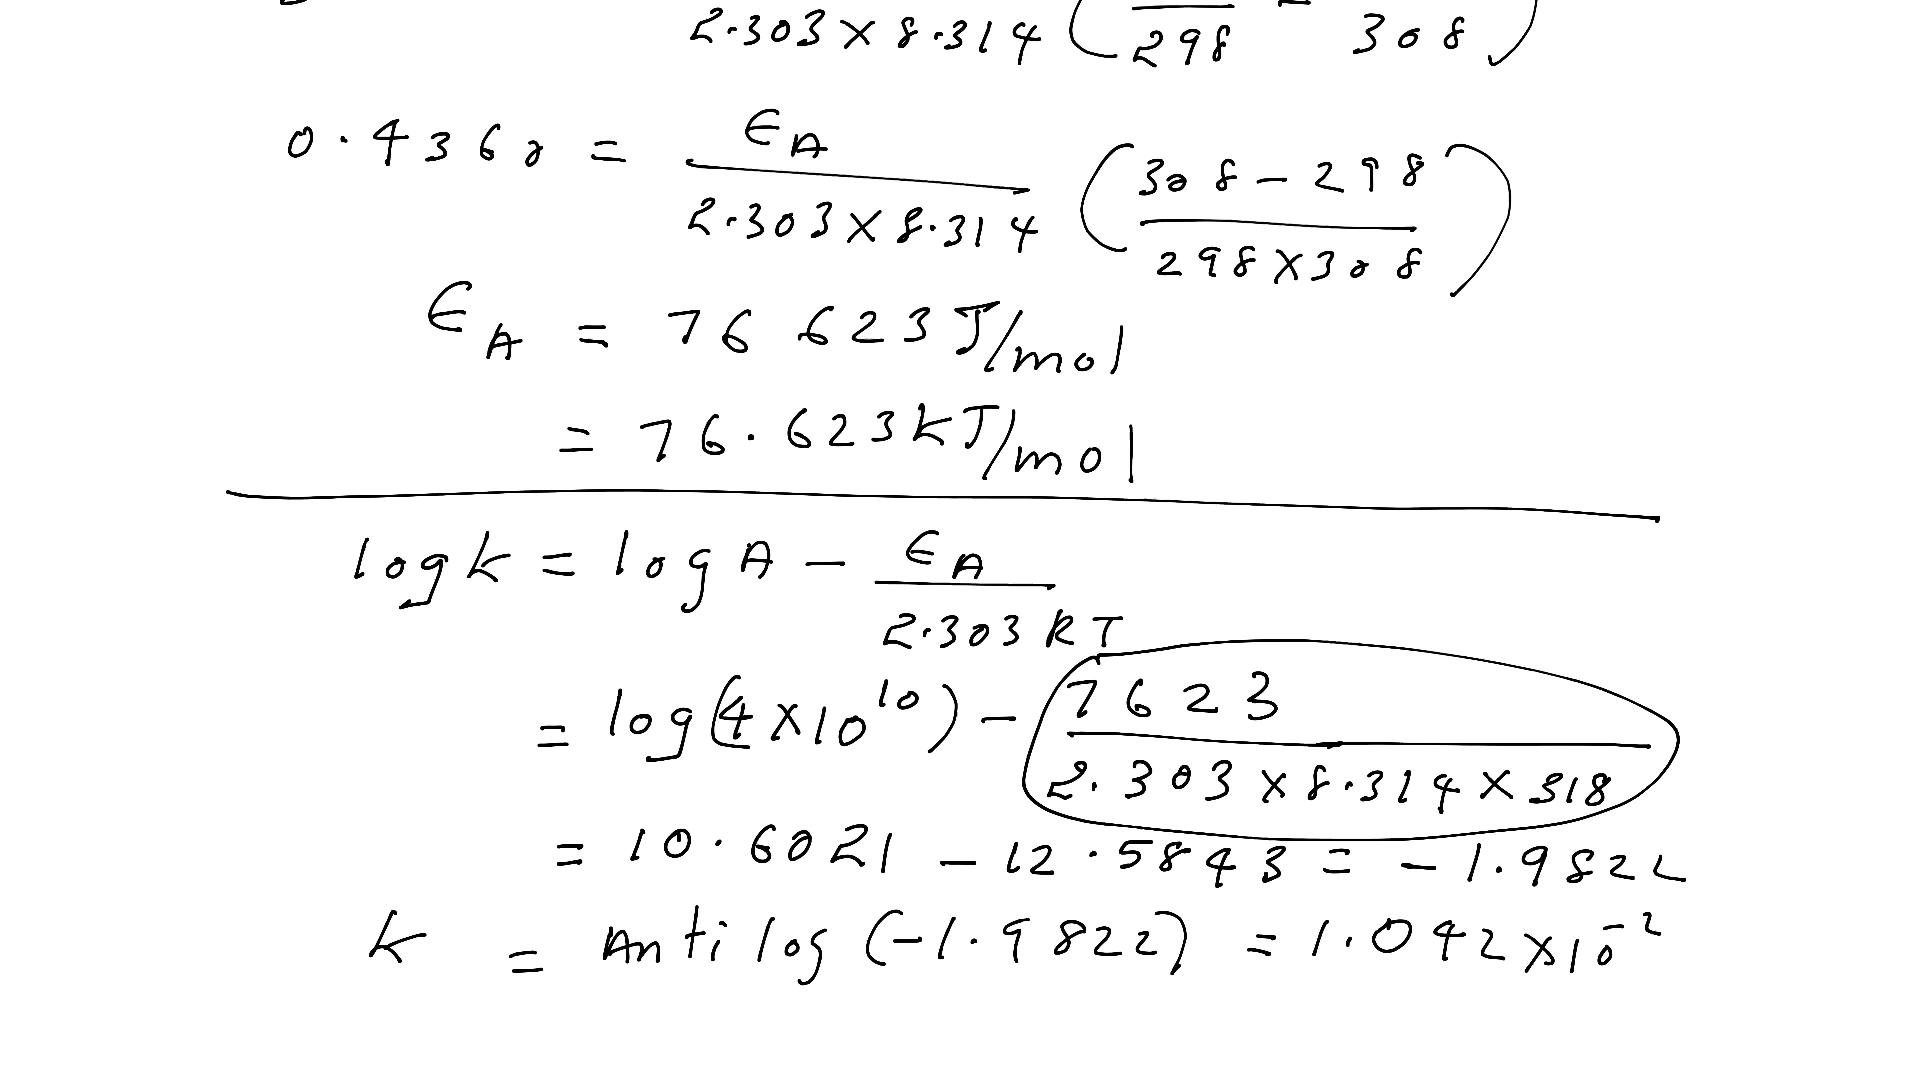 2.303 × 8.314 ( 298 - 308 )
0.4360 = EA / 2.303 × 8.314 ( 308 - 298 / 298 × 308 )
EA = 76 623 J/mol
= 76.623 kJ/mol
log k = log A - EA / 2.303 RT
= log(4 × 10^10) - 7623 / 2.303 × 8.314 × 318
= 10.6021 - 12.5843 = -1.9822
k = Antilog (-1.9822) = 1.042 × 10^-2